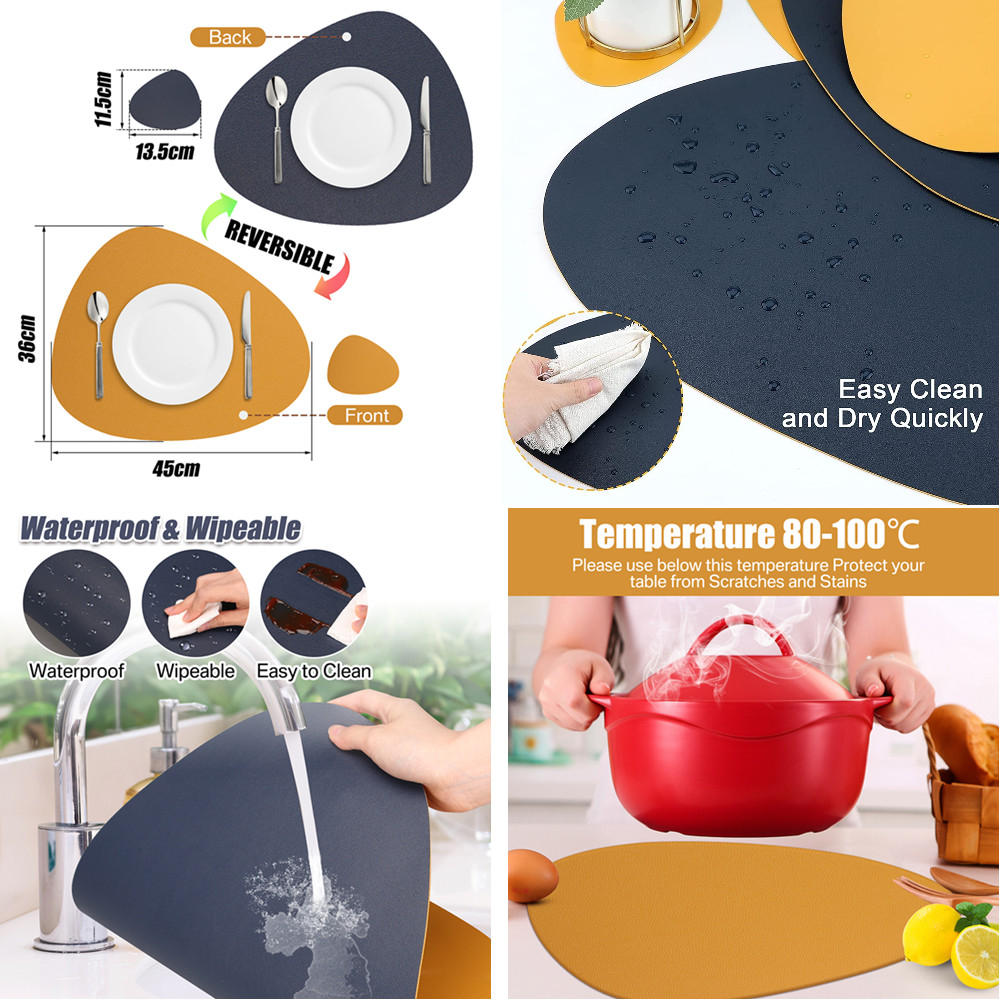 Back
11.5cm
13.5cm
REVERSIBLE
36cm
Front
45cm
Easy Clean
and Dry Quickly
Waterproof & Wipeable
Waterproof
Wipeable
Easy to Clean
Temperature 80-100℃
Please use below this temperature Protect your
table from Scratches and Stains